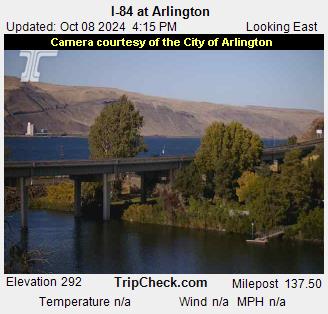 I-84 at Arlington
Updated: Oct 08 2024 4:15 PM Looking East
Camera courtesy of the City of Arlington
Elevation 292 TripCheck.com Milepost 137.50
Temperature n/a Wind n/a MPH n/a